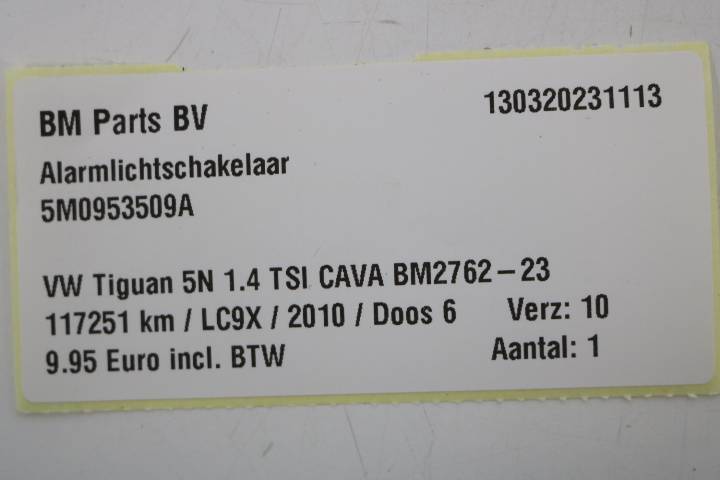 BM Parts BV 130320231113
Alarmlichtschakelaar
5M0953509A
VW Tiguan 5N 1.4 TSI CAVA BM2762-23
117251 km / LC9X / 2010 / Doos 6 Verz: 10
9.95 Euro incl. BTW Aantal: 1